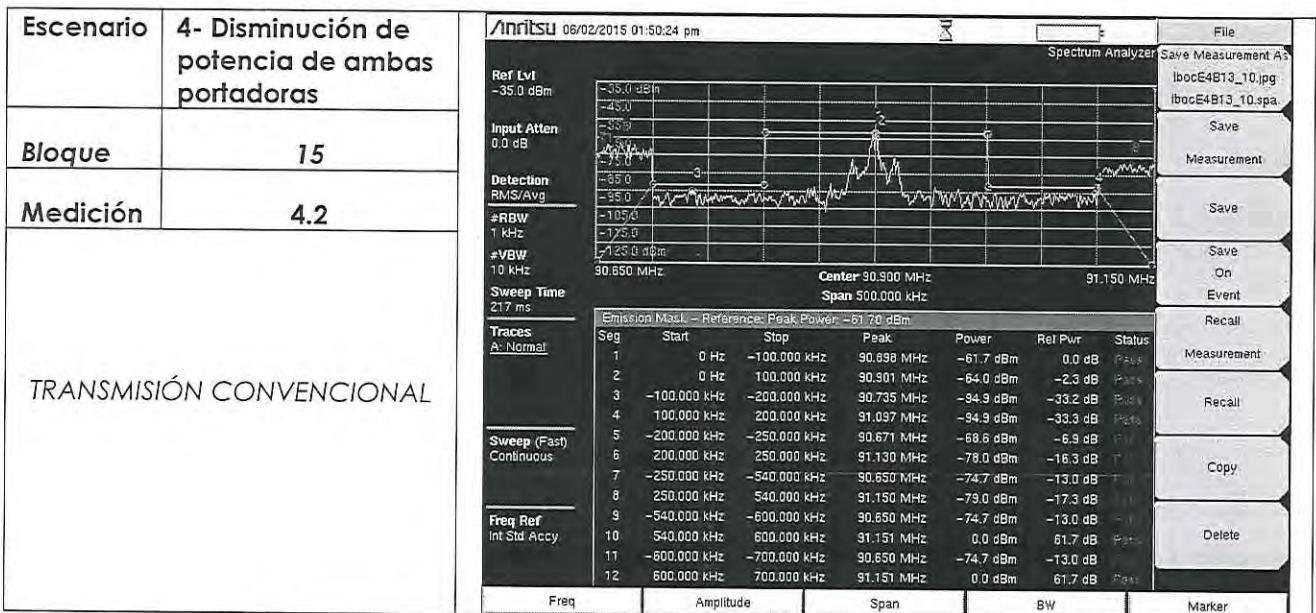 Escenario
4- Disminución de
potencia de ambas
portadoras
Bloque 15
Medición 4.2
TRANSMISIÓN CONVENCIONAL
Anritsu 06/02/2015 01:50:24 pm
Spectrum Analyzer
Ref Lvl
-35.0 dBm
Input Atten
0.0 dB
Detection
RMS/Avg
#RBW
1 kHz
#VBW
10 kHz
Sweep Time
217 ms
Traces
A: Normal
Sweep (Fast)
Continuous
Freq Ref
Int Std Accy
-35.0 dBm
-45.0
-75.0
-85.0
-95.0
-105.0
-115.0
-125.0 dBm
2
3
4
90.650 MHz
Center 90.900 MHz
91.150 MHz
Span 500.000 kHz
Emission Mask – Reference: Peak Power: -61.70 dBm
Seg Start Stop Peak Power Rel Pwr Status
1 0 Hz -100.000 kHz 90.898 MHz -61.7 dBm 0.0 dB Pass
2 0 Hz 100.000 kHz 90.901 MHz -64.0 dBm -2.3 dB Pass
3 -100.000 kHz -200.000 kHz 90.735 MHz -94.9 dBm -33.2 dB Pass
4 100.000 kHz 200.000 kHz 91.097 MHz -94.9 dBm -33.3 dB Pass
5 -200.000 kHz -250.000 kHz 90.671 MHz -68.6 dBm -6.9 dB
6 200.000 kHz 250.000 kHz 91.130 MHz -78.0 dBm -16.3 dB
7 -250.000 kHz -540.000 kHz 90.650 MHz -74.7 dBm -13.0 dB
8 250.000 kHz 540.000 kHz 91.150 MHz -79.0 dBm -17.3 dB
9 -540.000 kHz -600.000 kHz 90.650 MHz -74.7 dBm -13.0 dB
10 540.000 kHz 600.000 kHz 91.151 MHz 0.0 dBm 61.7 dB Pass
11 -600.000 kHz -700.000 kHz 90.650 MHz -74.7 dBm -13.0 dB
12 600.000 kHz 700.000 kHz 91.151 MHz 0.0 dBm 61.7 dB Pass
File
Save Measurement As
IbocE4B13_10.jpg
IbocE4B13_10.spa
Save
Measurement
Save
Save
On
Event
Recall
Measurement
Recall
Copy
Delete
Freq Amplitude Span BW Marker